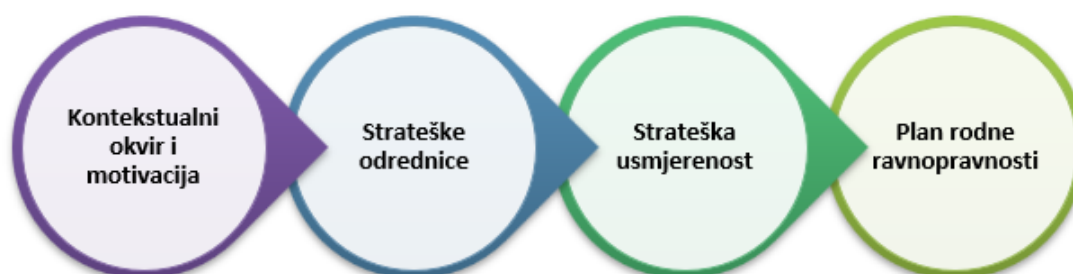 Kontekstualni
okvir i
motivacija
Strateške
odrednice
Strateška
usmjerenost
Plan rodne
ravnopravnosti